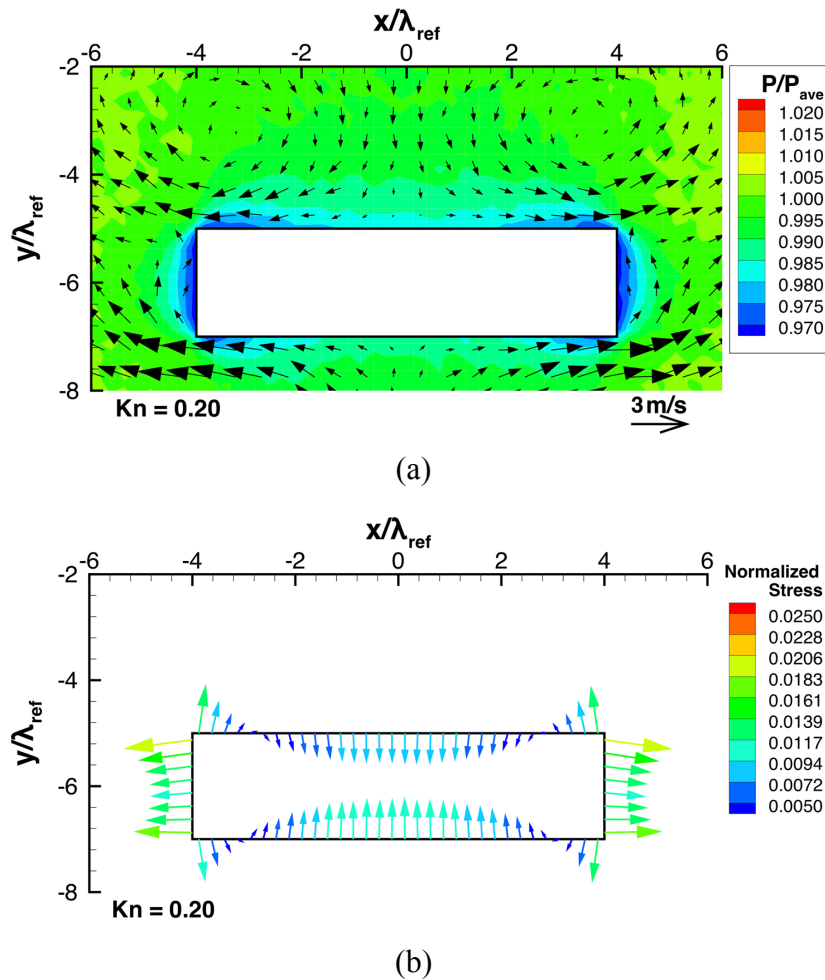 x/λref
-6 -4 -2 0 2 4 6
-2
-4
-6
-8
y/λref
P/Pave
1.020
1.015
1.010
1.005
1.000
0.995
0.990
0.985
0.980
0.975
0.970
Kn = 0.20
3 m/s
(a)
x/λref
-6 -4 -2 0 2 4 6
-2
-4
-6
-8
y/λref
Normalized
Stress
0.0250
0.0228
0.0206
0.0183
0.0161
0.0139
0.0117
0.0094
0.0072
0.0050
Kn = 0.20
(b)